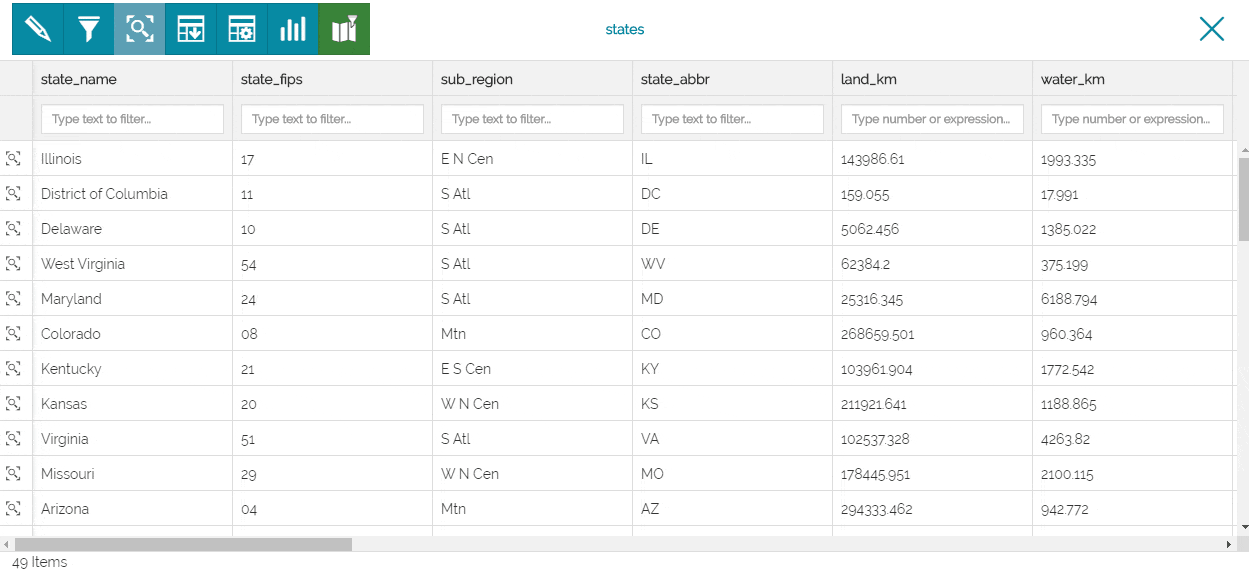 states
state_name state_fips sub_region state_abbr land_km water_km
Type text to filter... Type text to filter... Type text to filter... Type text to filter... Type number or expression... Type number or expression...
Illinois 17 E N Cen IL 143986.61 1993.335
District of Columbia 11 S Atl DC 159.055 17.991
Delaware 10 S Atl DE 5062.456 1385.022
West Virginia 54 S Atl WV 62384.2 375.199
Maryland 24 S Atl MD 25316.345 6188.794
Colorado 08 Mtn CO 268659.501 960.364
Kentucky 21 E S Cen KY 103961.904 1772.542
Kansas 20 W N Cen KS 211921.641 1188.865
Virginia 51 S Atl VA 102537.328 4263.82
Missouri 29 W N Cen MO 178445.951 2100.115
Arizona 04 Mtn AZ 294333.462 942.772
49 Items